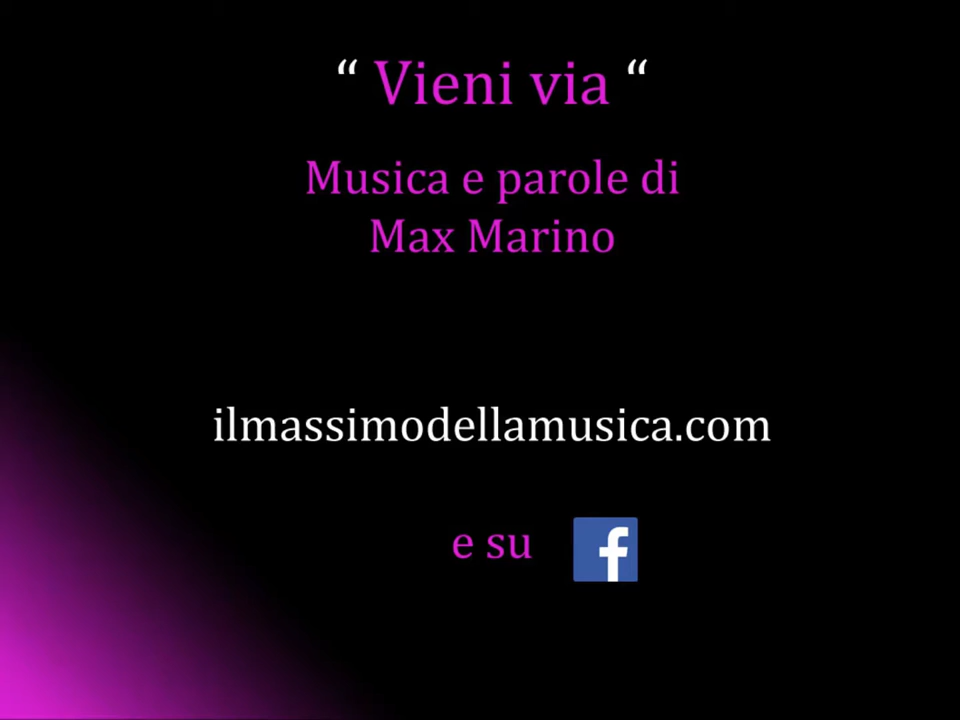 “ Vieni via “
Musica e parole di
Max Marino
ilmassimodellamusica.com
e su f